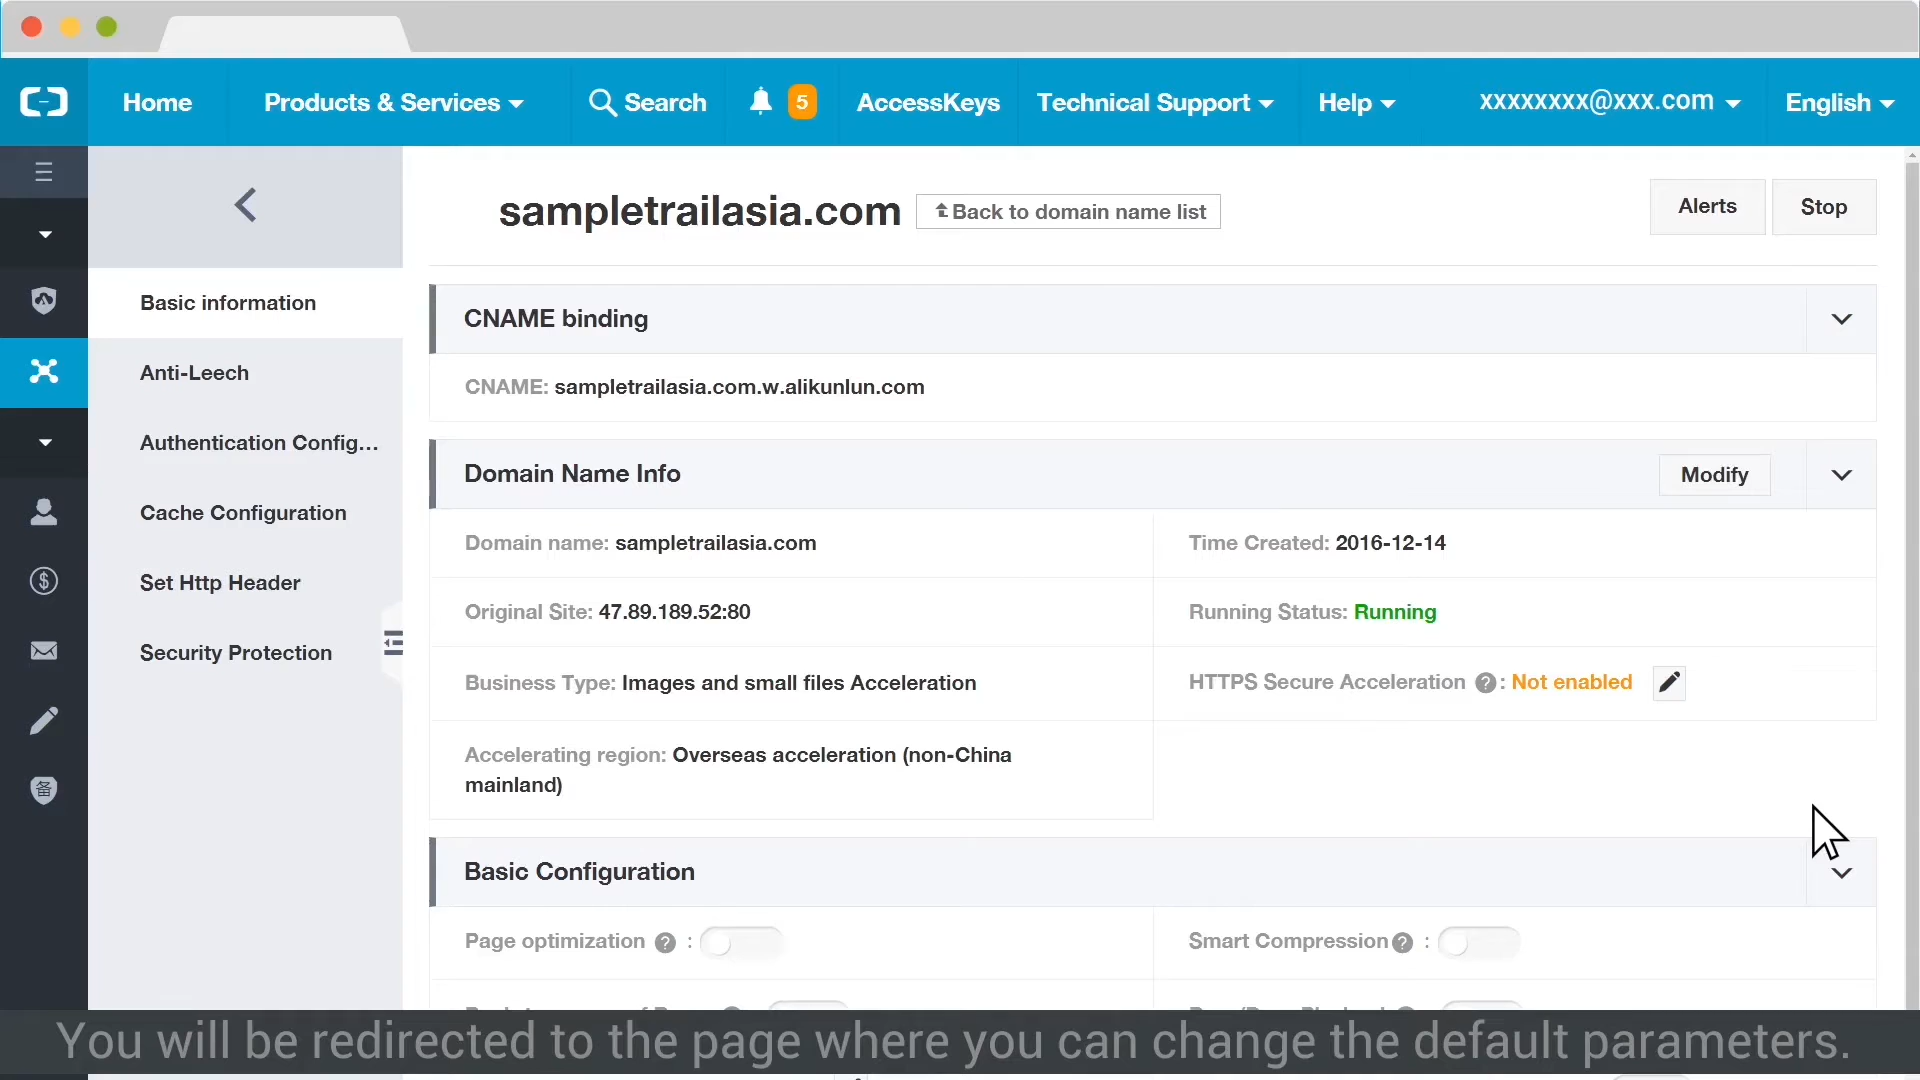 Home
Products & Services
Search
5
AccessKeys
Technical Support
Help
xxxxxxxx@xxx.com
English
sampletrailasia.com
Back to domain name list
Alerts
Stop
Basic information
Anti-Leech
Authentication Config...
Cache Configuration
Set Http Header
Security Protection
备
CNAME binding
CNAME: sampletrailasia.com.w.alikunlun.com
Domain Name Info
Modify
Domain name: sampletrailasia.com
Time Created: 2016-12-14
Original Site: 47.89.189.52:80
Running Status: Running
Business Type: Images and small files Acceleration
HTTPS Secure Acceleration ? : Not enabled
Accelerating region: Overseas acceleration (non-China
mainland)
Basic Configuration
Page optimization ? :
Smart Compression ? :
You will be redirected to the page where you can change the default parameters.